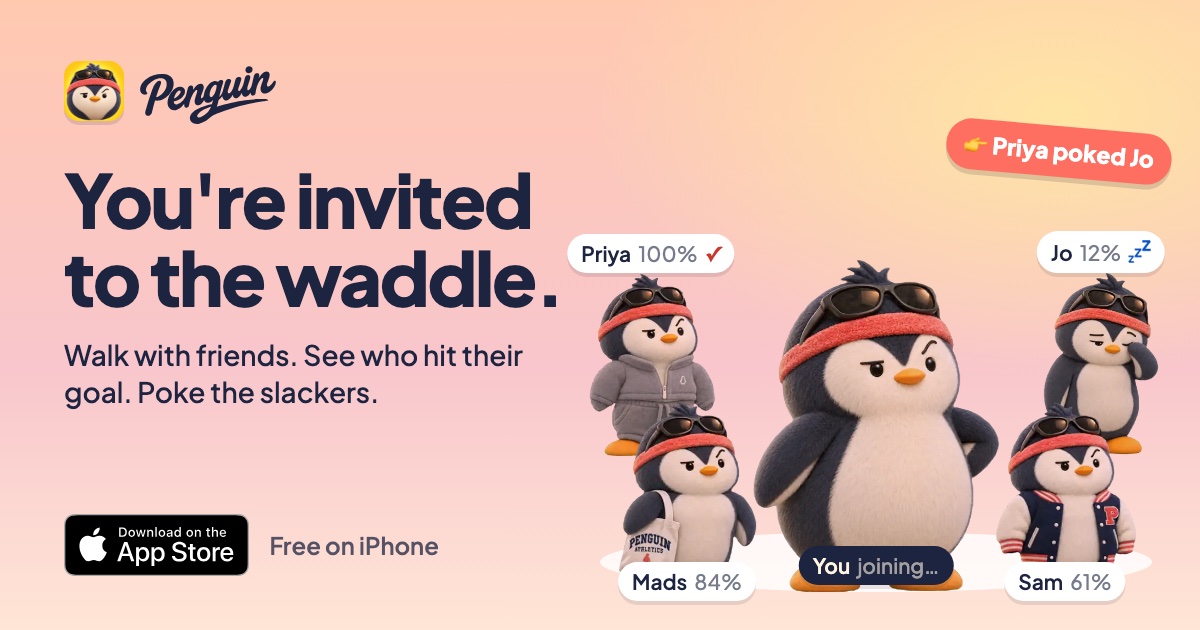 Penguin
You're invited
to the waddle.
Walk with friends. See who hit their
goal. Poke the slackers.
Download on the
App Store
Free on iPhone
👉 Priya poked Jo
Priya 100% ✓
Jo 12% zzZ
PENGUIN
ATHLETICS
P
You joining...
Mads 84%
Sam 61%